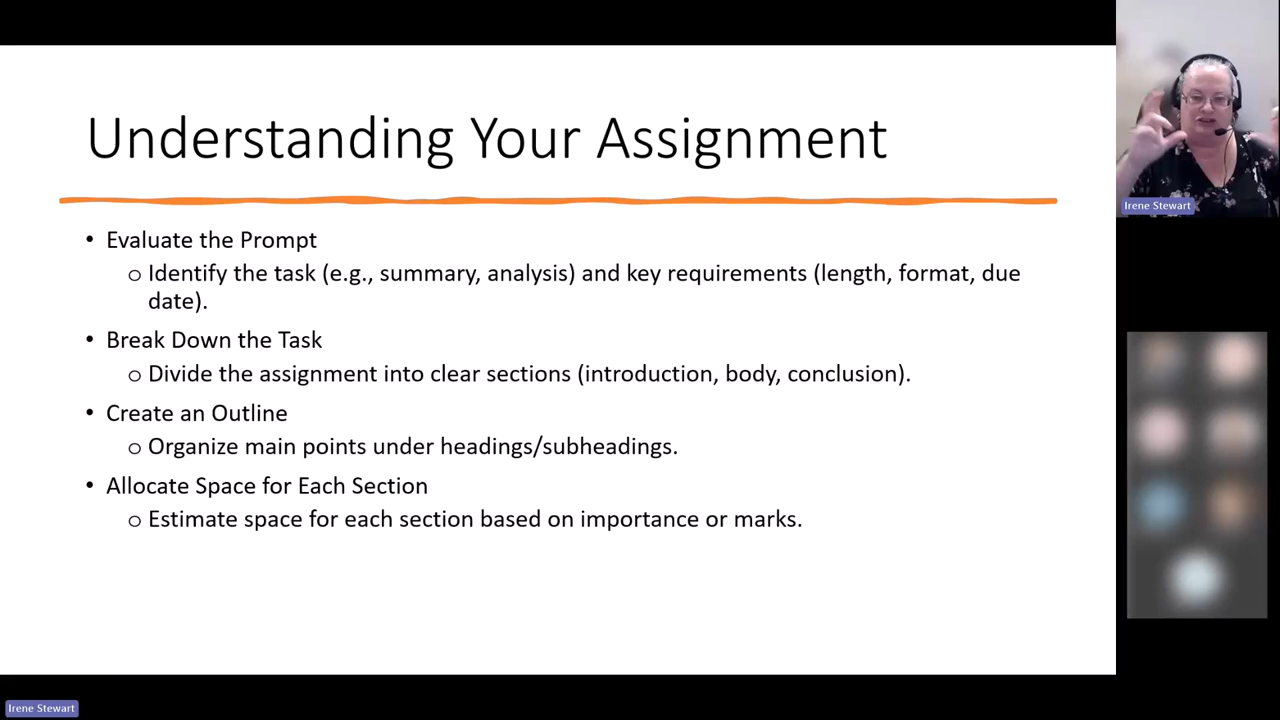 Understanding Your Assignment
• Evaluate the Prompt
o Identify the task (e.g., summary, analysis) and key requirements (length, format, due
date).
• Break Down the Task
o Divide the assignment into clear sections (introduction, body, conclusion).
• Create an Outline
o Organize main points under headings/subheadings.
• Allocate Space for Each Section
o Estimate space for each section based on importance or marks.
Irene Stewart
Irene Stewart